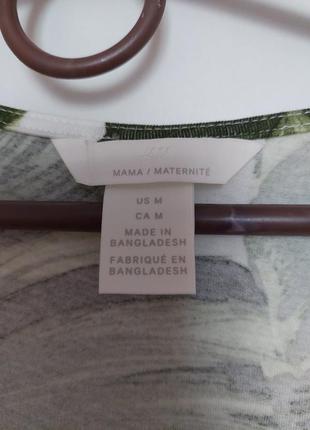 MAMA / MATERNITÉ
US M
CA M
MADE IN
BANGLADESH
FABRIQUÉ EN
BANGLADESH